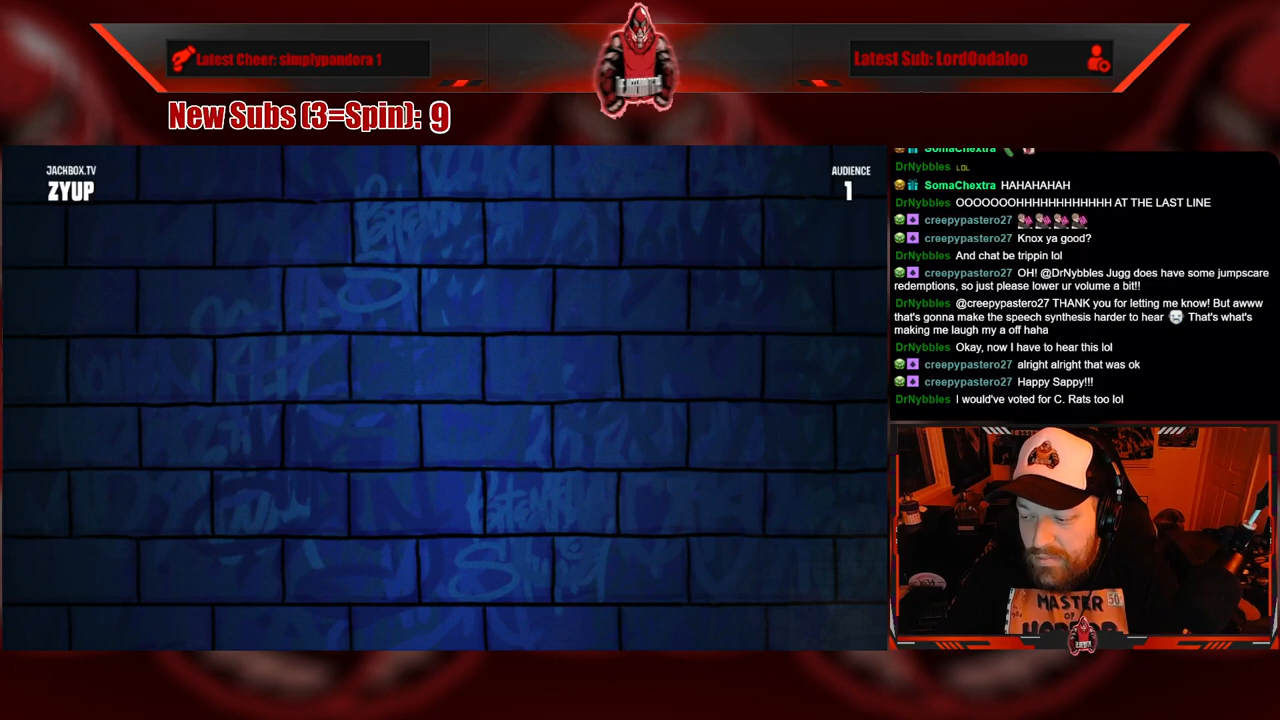 Latest Cheer: simplypandora 1
Latest Sub: LordOodaloo
New Subs (3=Spin): 9
JACKBOX.TV
ZYUP
AUDIENCE
1
SomaChextra
DrNybbles LOL
SomaChextra HAHAHAHAH
DrNybbles OOOOOOOHHHHHHHHHHHH AT THE LAST LINE
creepypastero27
creepypastero27 Knox ya good?
DrNybbles And chat be trippin lol
creepypastero27 OH! @DrNybbles Jugg does have some jumpscare
redemptions, so just please lower ur volume a bit!!
DrNybbles @creepypastero27 THANK you for letting me know! But awww
that's gonna make the speech synthesis harder to hear That's what's
making me laugh my a off haha
DrNybbles Okay, now I have to hear this lol
creepypastero27 alright alright that was ok
creepypastero27 Happy Sappy!!!
DrNybbles I would've voted for C. Rats too lol
MASTER
OF
HORROR
50